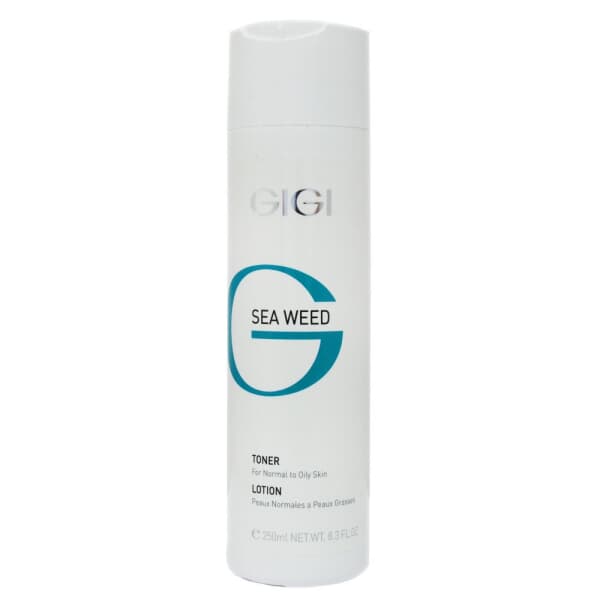 GIGI
SEA WEED
TONER
For Normal to Oily Skin
LOTION
Peaux Normales a Peaux Grasses
℮ 250ml NET.WT. 8.3 FL.OZ